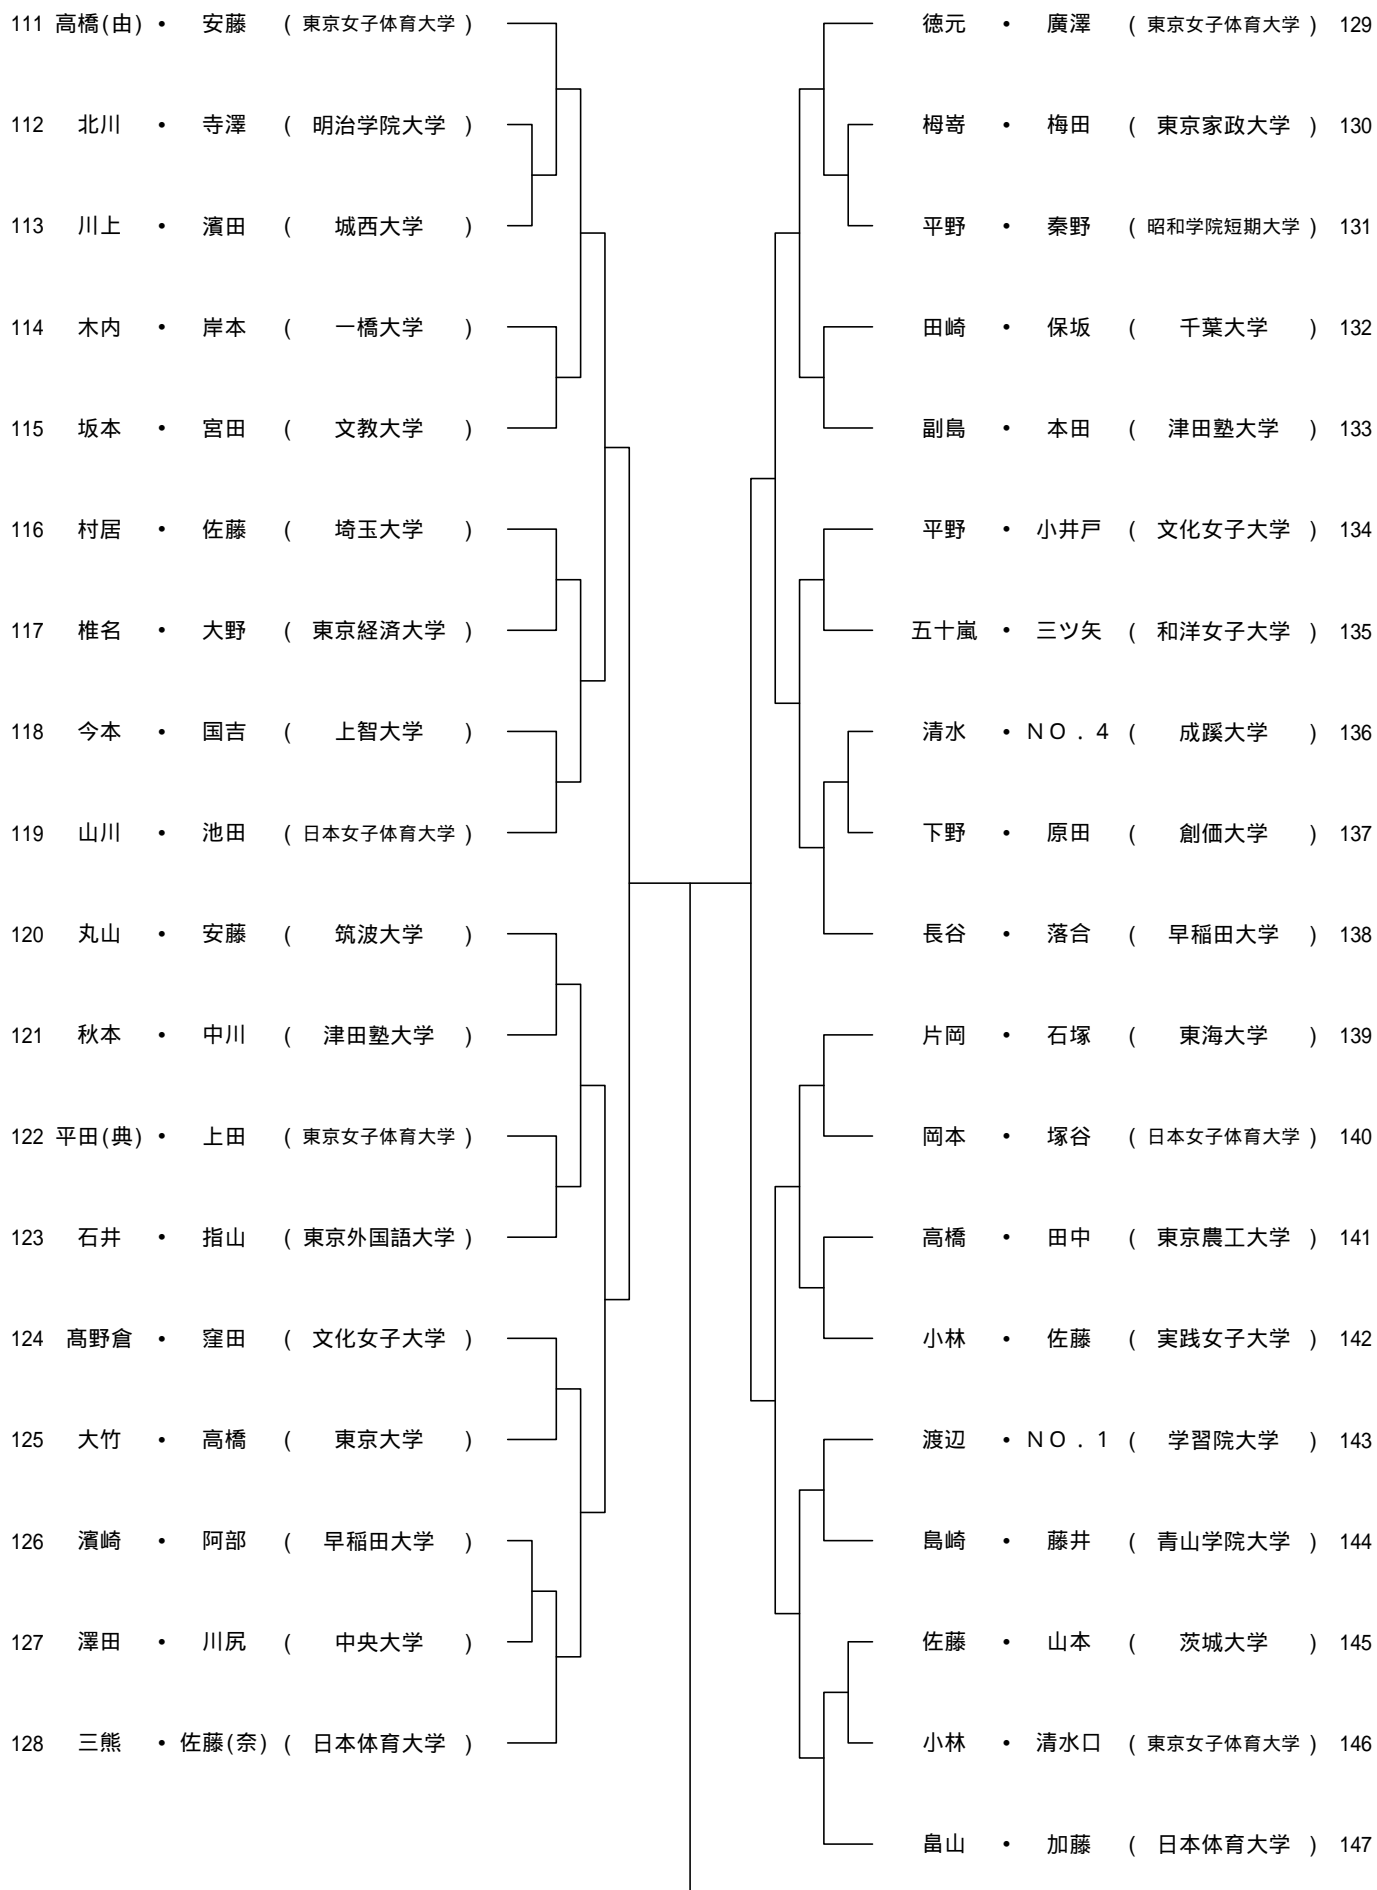 111 高橋(由) • 安藤 ( 東京女子体育大学 )
112 北川 • 寺澤 ( 明治学院大学 )
113 川上 • 濱田 ( 城西大学 )
114 木内 • 岸本 ( 一橋大学 )
115 坂本 • 宮田 ( 文教大学 )
116 村居 • 佐藤 ( 埼玉大学 )
117 椎名 • 大野 ( 東京経済大学 )
118 今本 • 国吉 ( 上智大学 )
119 山川 • 池田 ( 日本女子体育大学 )
120 丸山 • 安藤 ( 筑波大学 )
121 秋本 • 中川 ( 津田塾大学 )
122 平田(典) • 上田 ( 東京女子体育大学 )
123 石井 • 指山 ( 東京外国語大学 )
124 髙野倉 • 窪田 ( 文化女子大学 )
125 大竹 • 高橋 ( 東京大学 )
126 濱崎 • 阿部 ( 早稲田大学 )
127 澤田 • 川尻 ( 中央大学 )
128 三熊 • 佐藤(奈) ( 日本体育大学 )
徳元 • 廣澤 ( 東京女子体育大学 ) 129
栂嵜 • 梅田 ( 東京家政大学 ) 130
平野 • 秦野 ( 昭和学院短期大学 ) 131
田崎 • 保坂 ( 千葉大学 ) 132
副島 • 本田 ( 津田塾大学 ) 133
平野 • 小井戸 ( 文化女子大学 ) 134
五十嵐 • 三ツ矢 ( 和洋女子大学 ) 135
清水 • ＮＯ．４ ( 成蹊大学 ) 136
下野 • 原田 ( 創価大学 ) 137
長谷 • 落合 ( 早稲田大学 ) 138
片岡 • 石塚 ( 東海大学 ) 139
岡本 • 塚谷 ( 日本女子体育大学 ) 140
高橋 • 田中 ( 東京農工大学 ) 141
小林 • 佐藤 ( 実践女子大学 ) 142
渡辺 • ＮＯ．１ ( 学習院大学 ) 143
島崎 • 藤井 ( 青山学院大学 ) 144
佐藤 • 山本 ( 茨城大学 ) 145
小林 • 清水口 ( 東京女子体育大学 ) 146
畠山 • 加藤 ( 日本体育大学 ) 147